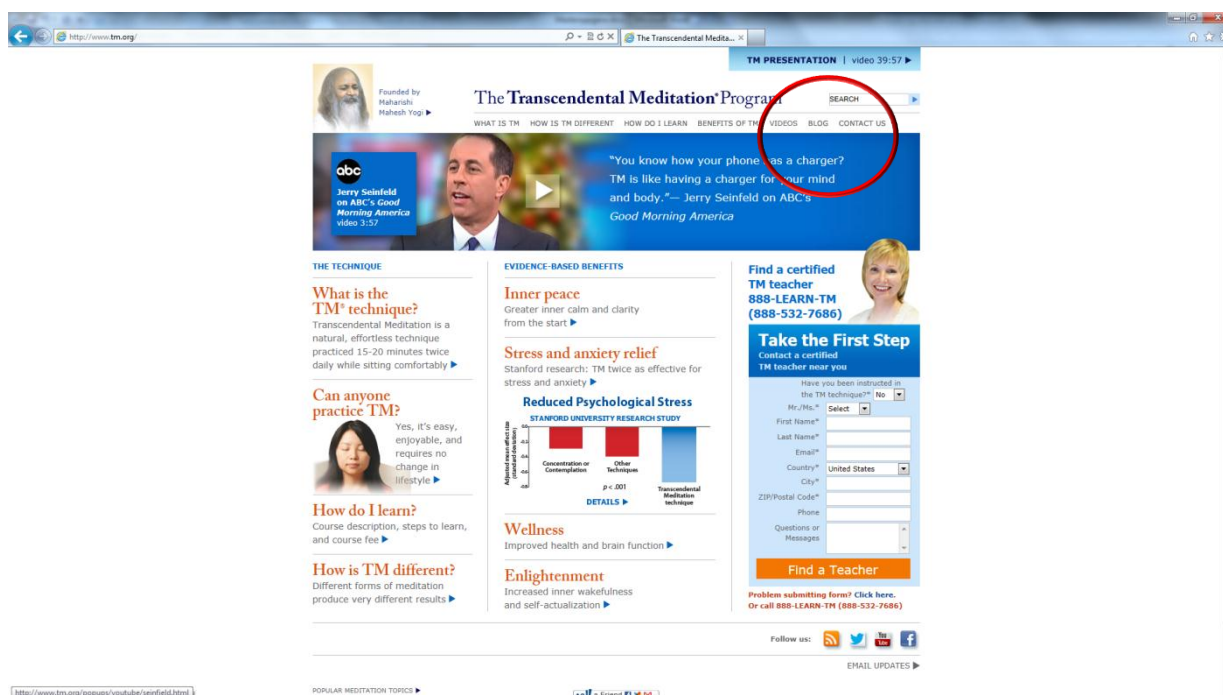 http://www.tm.org/
The Transcendental Medita...
TM PRESENTATION | video 39:57
Founded by
Maharishi
Mahesh Yogi
The Transcendental Meditation® Program
SEARCH
WHAT IS TM HOW IS TM DIFFERENT HOW DO I LEARN BENEFITS OF TM VIDEOS BLOG CONTACT US
abc
Jerry Seinfeld
on ABC's Good
Morning America
video 3:57
"You know how your phone has a charger?
TM is like having a charger for your mind
and body."— Jerry Seinfeld on ABC's
Good Morning America
THE TECHNIQUE
What is the
TM® technique?
Transcendental Meditation is a
natural, effortless technique
practiced 15-20 minutes twice
daily while sitting comfortably
Can anyone
practice TM?
Yes, it's easy,
enjoyable, and
requires no
change in
lifestyle
How do I learn?
Course description, steps to learn,
and course fee
How is TM different?
Different forms of meditation
produce very different results
EVIDENCE-BASED BENEFITS
Inner peace
Greater inner calm and clarity
from the start
Stress and anxiety relief
Stanford research: TM twice as effective for
stress and anxiety
Reduced Psychological Stress
STANFORD UNIVERSITY RESEARCH STUDY
Adjusted mean effect size
(standard deviation)
Concentration or
Contemplation
Other
Techniques
p < .001
Transcendental
Meditation
technique
DETAILS
Wellness
Improved health and brain function
Enlightenment
Increased inner wakefulness
and self-actualization
Find a certified
TM teacher
888-LEARN-TM
(888-532-7686)
Take the First Step
Contact a certified
TM teacher near you
Have you been instructed in
the TM technique?* No
Mr./Ms.* Select
First Name*
Last Name*
Email*
Country* United States
City*
ZIP/Postal Code*
Phone
Questions or
Messages
Find a Teacher
Problem submitting form? Click here.
Or call 888-LEARN-TM (888-532-7686)
Follow us:
You
Tube
EMAIL UPDATES
POPULAR MEDITATION TOPICS
a Friend
http://www.tm.org/popups/youtube/seinfield.html